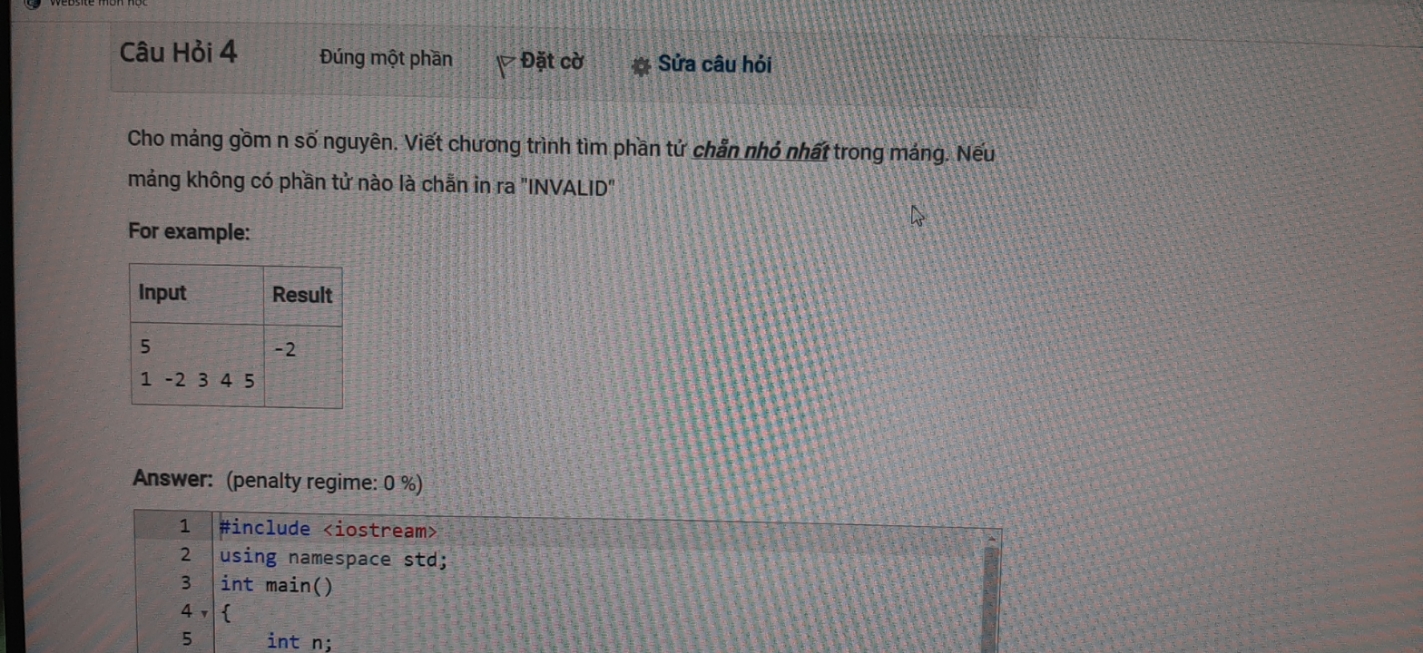 Website môn học
Câu Hỏi 4 Đúng một phần Đặt cờ Sửa câu hỏi
Cho mảng gồm n số nguyên. Viết chương trình tìm phần tử chẵn nhỏ nhất trong mảng. Nếu
mảng không có phần tử nào là chẵn in ra "INVALID"
For example:
Input Result
5 -2
1 -2 3 4 5
Answer: (penalty regime: 0 %)
1 #include <iostream>
2 using namespace std;
3 int main()
4 {
5 int n;